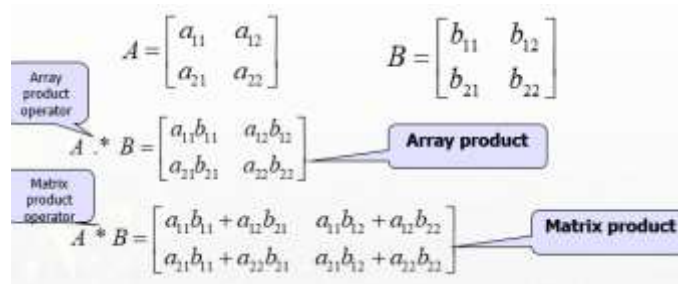 A = [a₁₁ a₁₂
a₂₁ a₂₂]
B = [b₁₁ b₁₂
b₂₁ b₂₂]
Array
product
operator
A .* B = [a₁₁b₁₁ a₁₂b₁₂
a₂₁b₂₁ a₂₂b₂₂]
Array product
Matrix
product
operator
A * B = [a₁₁b₁₁ + a₁₂b₂₁ a₁₁b₁₂ + a₁₂b₂₂
a₂₁b₁₁ + a₂₂b₂₁ a₂₁b₁₂ + a₂₂b₂₂]
Matrix product